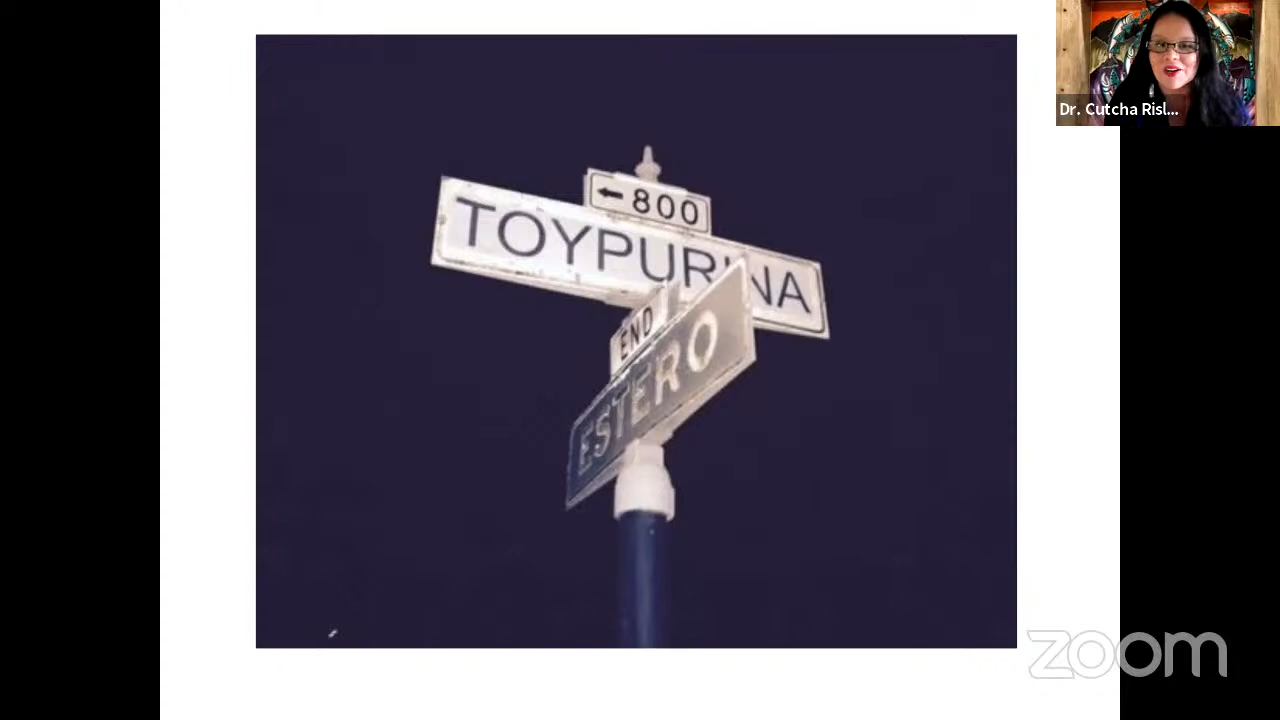 ← 800
TOYPURINA
END
ESTERO
Dr. Cutcha Risl...
zoom